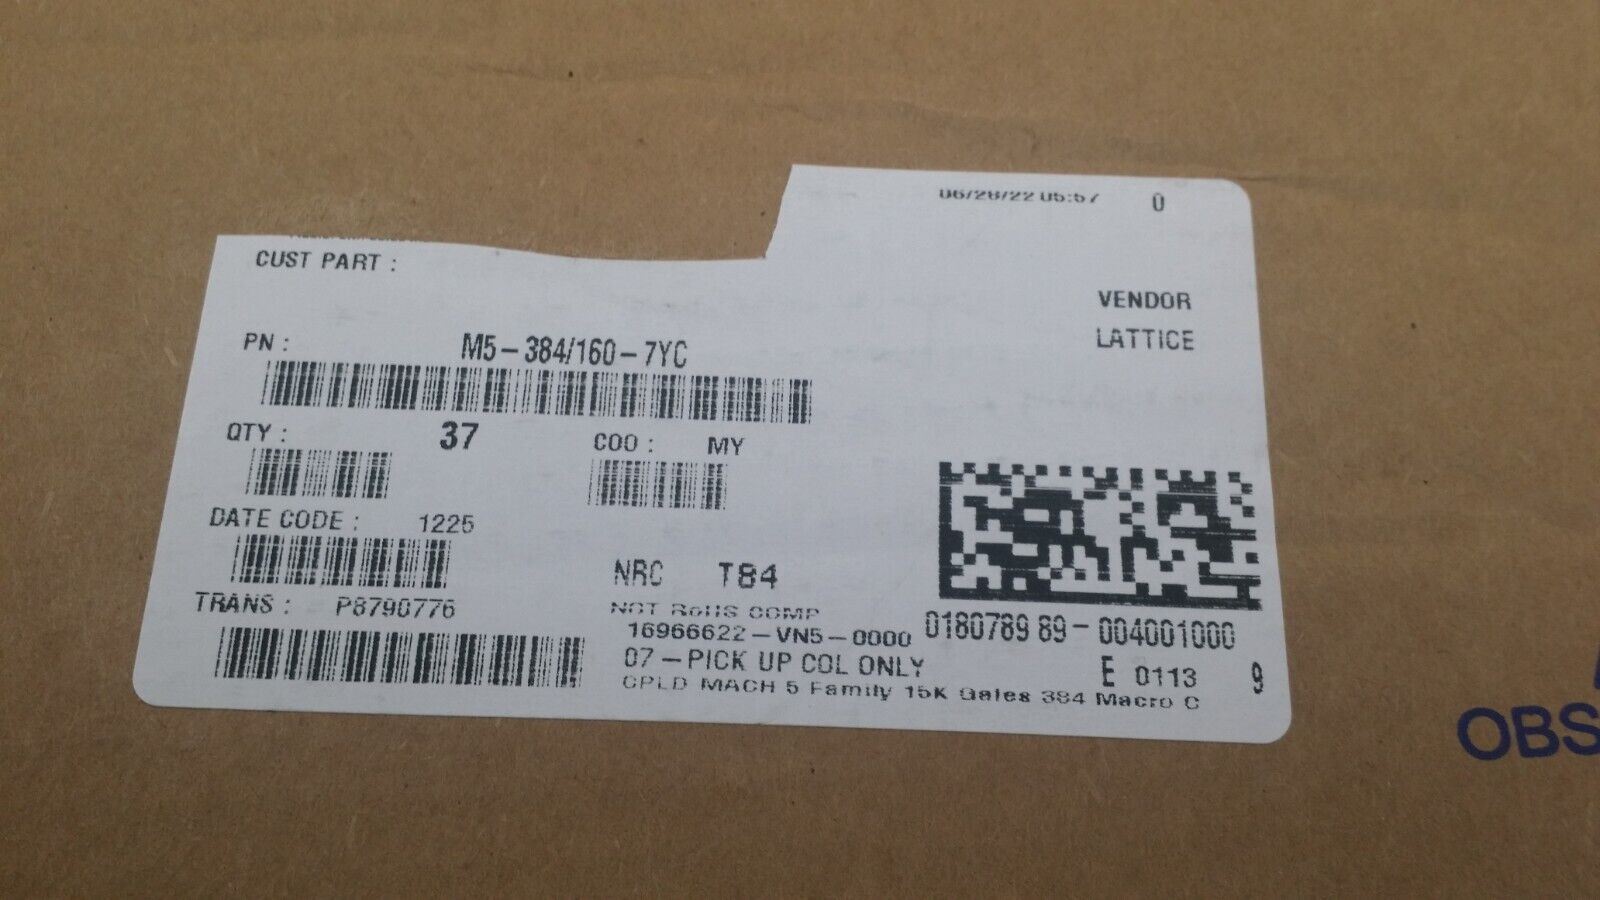 06/28/22 05:57 0
CUST PART :
VENDOR
LATTICE
PN : M5-384/160-7YC
QTY : 37 COO : MY
DATE CODE : 1225
NRC T84
TRANS : P8790776
NOT RoHS COMP
16966622-VN5-0000
018078989-004001000
07-PICK UP COL ONLY
E 0113 9
CPLD MACH 5 Family 15K Gates 384 Macro C
OBS